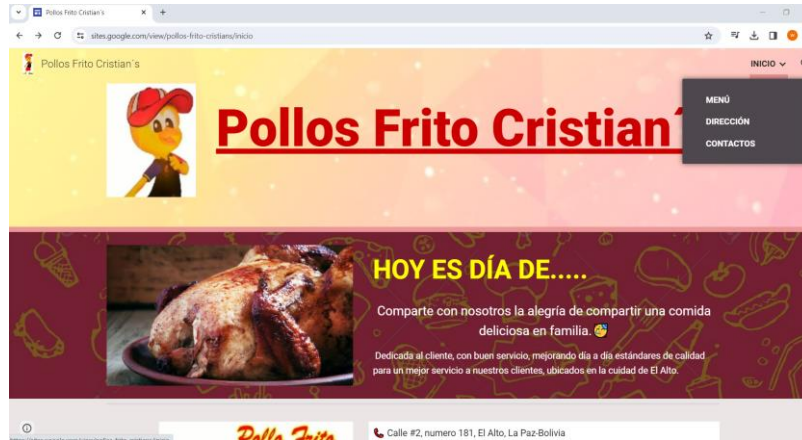 Pollos Frito Cristian´s
sites.google.com/view/pollos-frito-cristians/inicio
Pollos Frito Cristian´s
INICIO
MENÚ
DIRECCIÓN
CONTACTOS
Pollos Frito Cristian´
HOY ES DÍA DE.....
Comparte con nosotros la alegría de compartir una comida
deliciosa en familia. 🥳
Dedicada al cliente, con buen servicio, mejorando día a día estándares de calidad
para un mejor servicio a nuestros clientes, ubicados en la cuidad de El Alto.
Pollo Frito
📞 Calle #2, numero 181, El Alto, La Paz-Bolivia